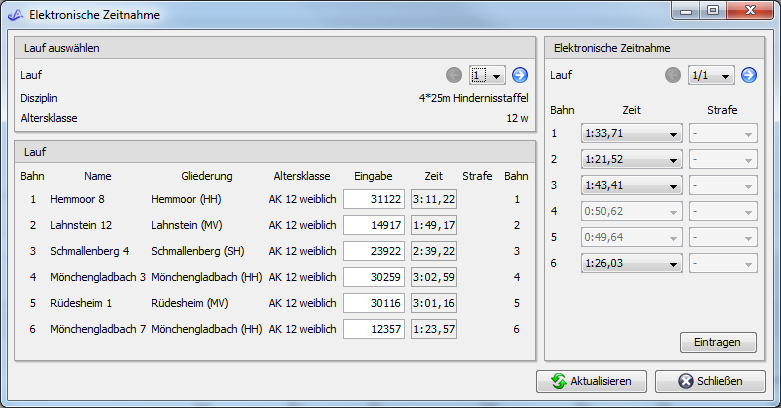 Elektronische Zeitnahme
Lauf auswählen
Lauf 1
Disziplin 4*25m Hindernisstaffel
Altersklasse 12 w
Lauf
Bahn Name Gliederung Altersklasse Eingabe Zeit Strafe Bahn
1 Hemmoor 8 Hemmoor (HH) AK 12 weiblich 31122 3:11,22 1
2 Lahnstein 12 Lahnstein (MV) AK 12 weiblich 14917 1:49,17 2
3 Schmallenberg 4 Schmallenberg (SH) AK 12 weiblich 23922 2:39,22 3
4 Mönchengladbach 3 Mönchengladbach (HH) AK 12 weiblich 30259 3:02,59 4
5 Rüdesheim 1 Rüdesheim (MV) AK 12 weiblich 30116 3:01,16 5
6 Mönchengladbach 7 Mönchengladbach (HH) AK 12 weiblich 12357 1:23,57 6
Elektronische Zeitnahme
Lauf 1/1
Bahn Zeit Strafe
1 1:33,71 -
2 1:21,52 -
3 1:43,41 -
4 0:50,62 -
5 0:49,64 -
6 1:26,03 -
Eintragen
Aktualisieren Schließen